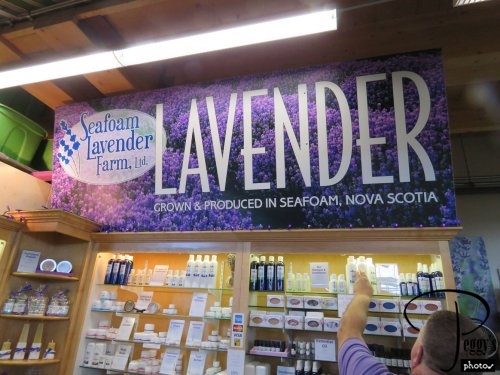 Seafoam
Lavender
Farm, Ltd.
LAVENDER
GROWN & PRODUCED IN SEAFOAM, NOVA SCOTIA
Peggy's
photos